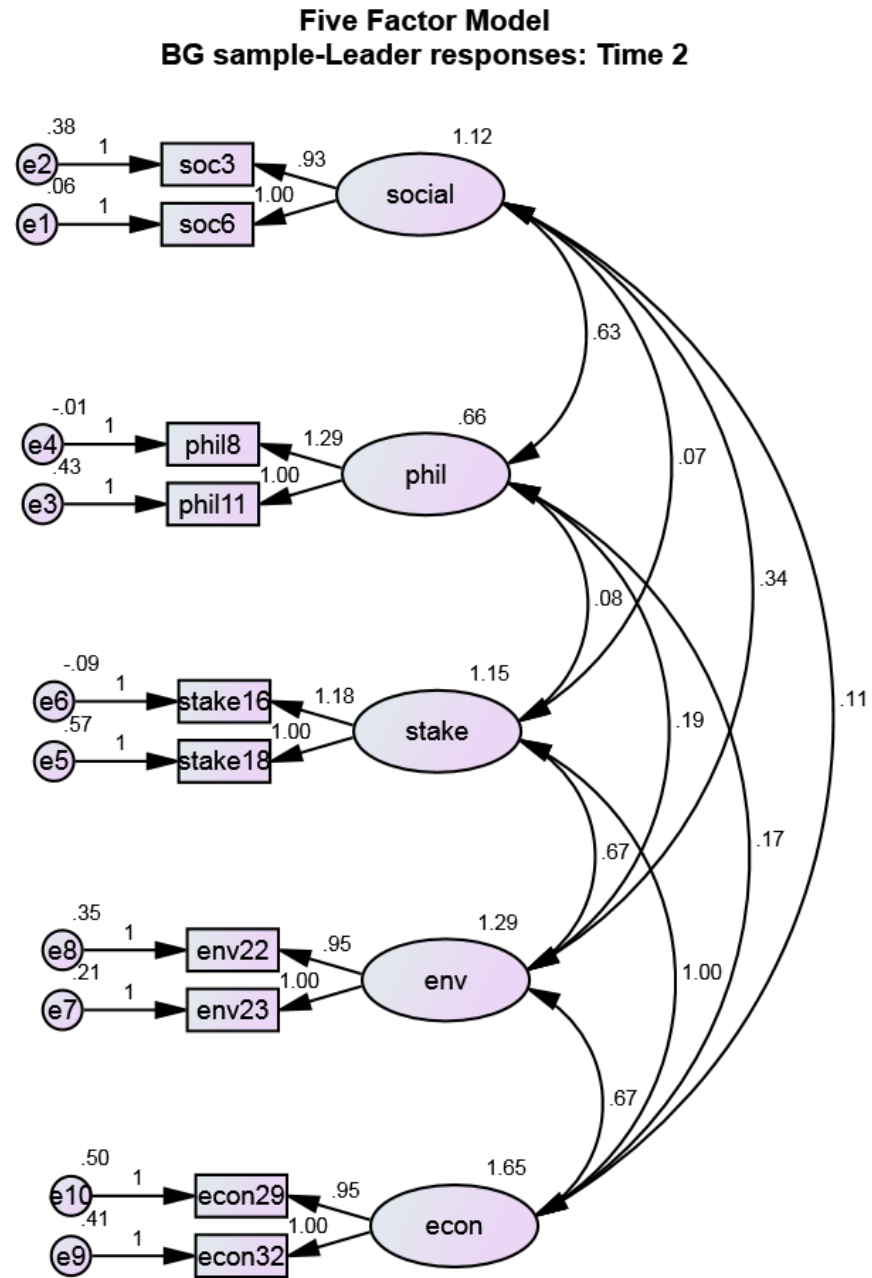 Five Factor Model
BG sample-Leader responses: Time 2
.38
1.12
e2 1 soc3 .93
social
.06
e1 1 soc6 1.00
.63
-.01
.66
e4 1 phil8 1.29
phil
.43
e3 1 phil11 1.00
.07
.34
.08
-.09
1.15
e6 1 stake16 1.18
stake
.57
e5 1 stake18 1.00
.11
.19
.17
.67
.35
1.29
e8 1 env22 .95
env
.21
e7 1 env23 1.00
1.00
.67
.50
1.65
e10 1 econ29 .95
econ
.41
e9 1 econ32 1.00